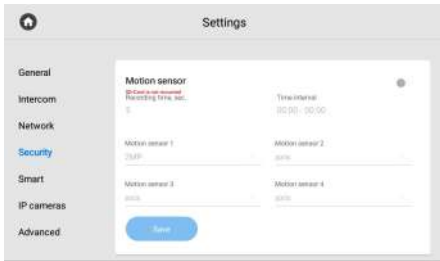 Settings
General
Intercom
Network
Security
Smart
IP cameras
Advanced
Motion sensor
SD Card is not mounted
Recording time, sec.
Time interval
00:00 - 00:00
Motion sensor 1
Motion sensor 2
Motion sensor 3
Motion sensor 4
Save